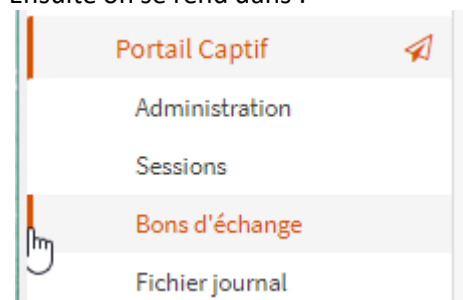 Ensuite on se rend dans :
Portail Captif
Administration
Sessions
Bons d'échange
Fichier journal